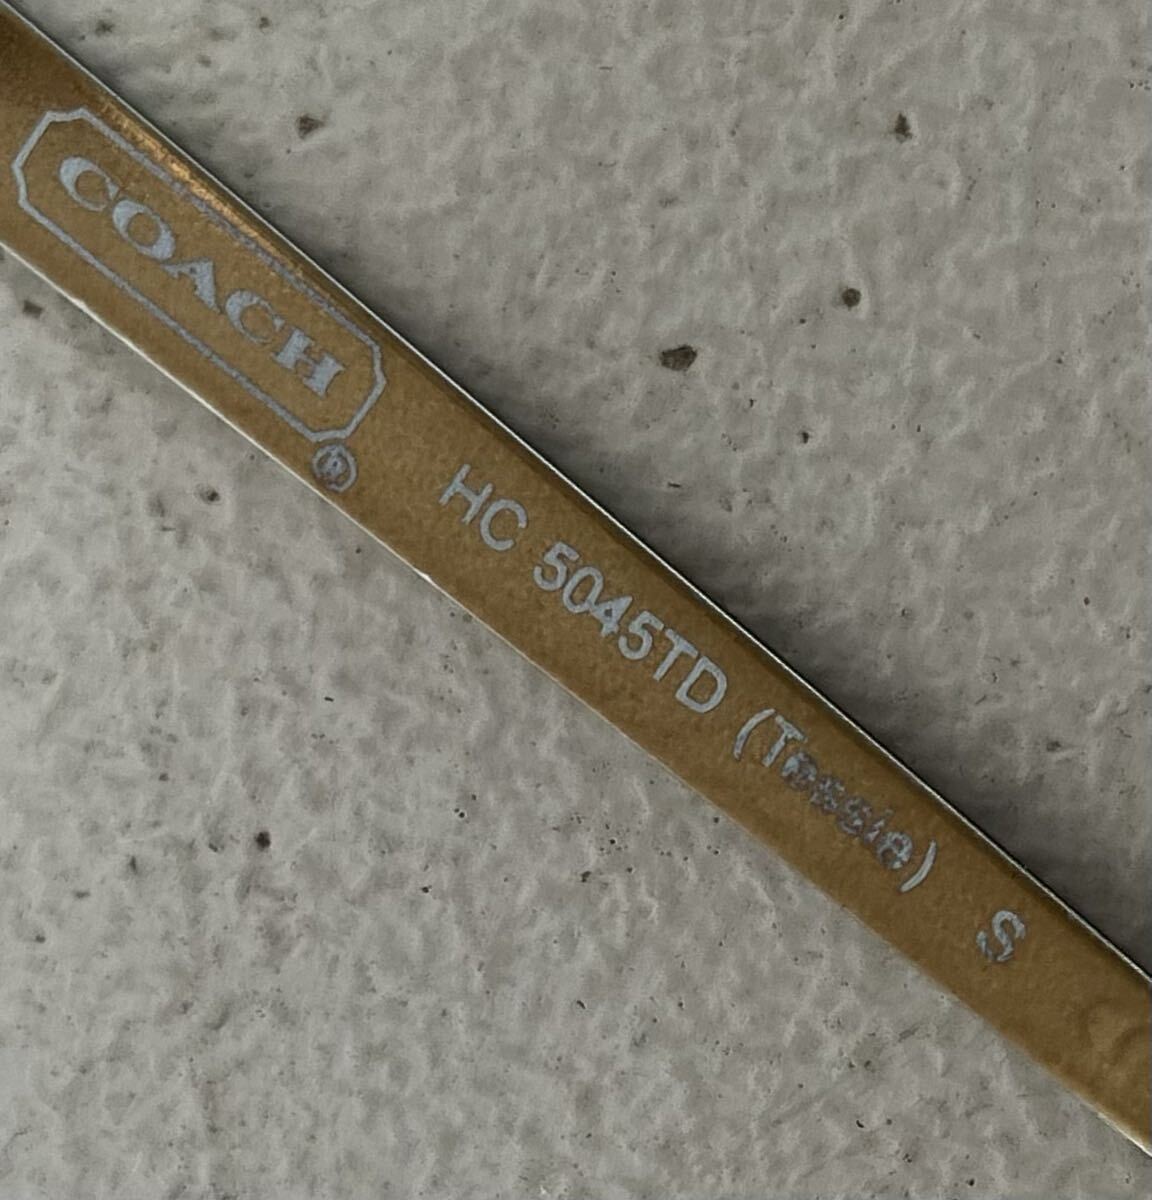 COACH®
HC 5045TD (Tessie) S